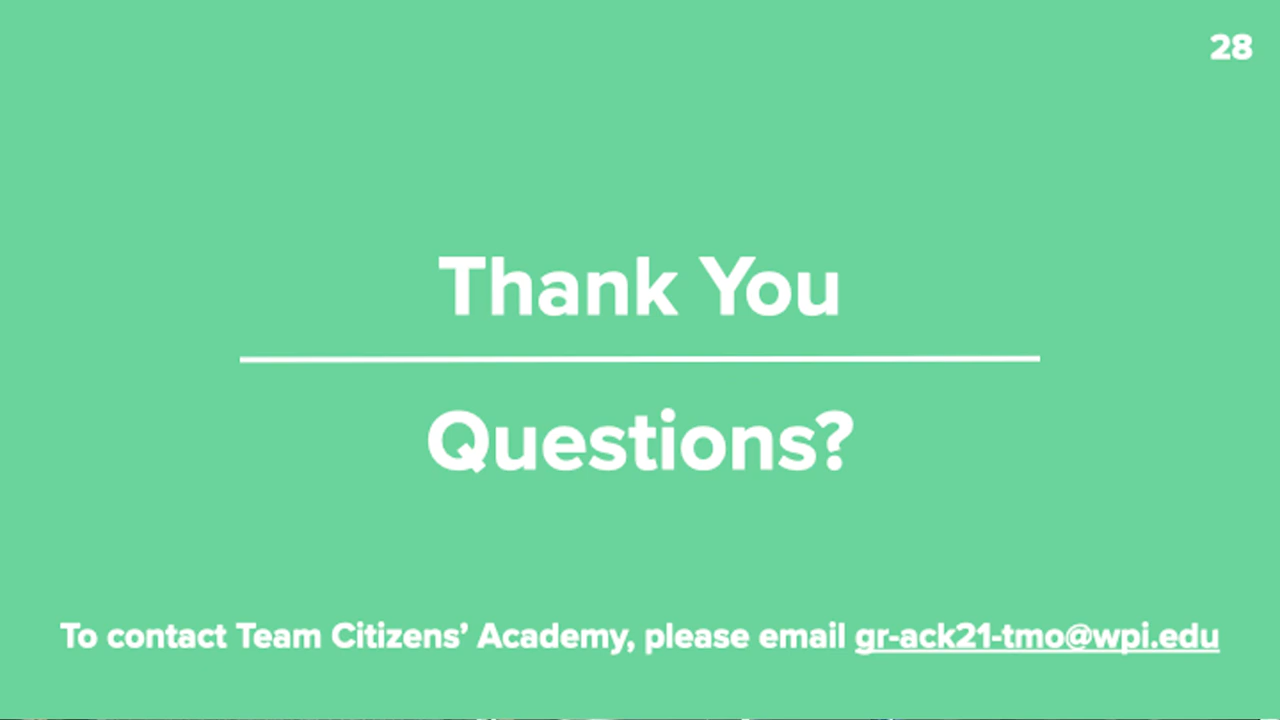 28
Thank You
Questions?
To contact Team Citizens’ Academy, please email gr-ack21-tmo@wpi.edu